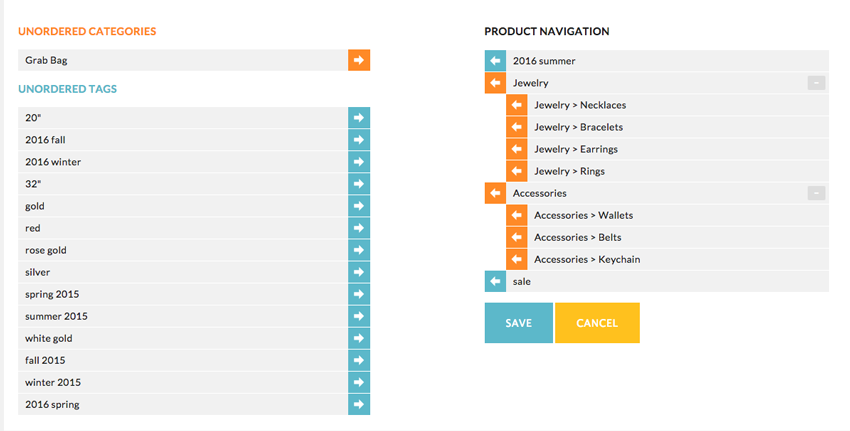 UNORDERED CATEGORIES
Grab Bag
UNORDERED TAGS
20"
2016 fall
2016 winter
32"
gold
red
rose gold
silver
spring 2015
summer 2015
white gold
fall 2015
winter 2015
2016 spring
PRODUCT NAVIGATION
2016 summer
Jewelry
Jewelry > Necklaces
Jewelry > Bracelets
Jewelry > Earrings
Jewelry > Rings
Accessories
Accessories > Wallets
Accessories > Belts
Accessories > Keychain
sale
SAVE CANCEL